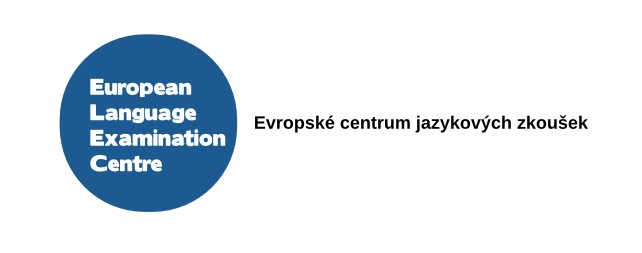 European
Language
Examination
Centre
Evropské centrum jazykových zkoušek